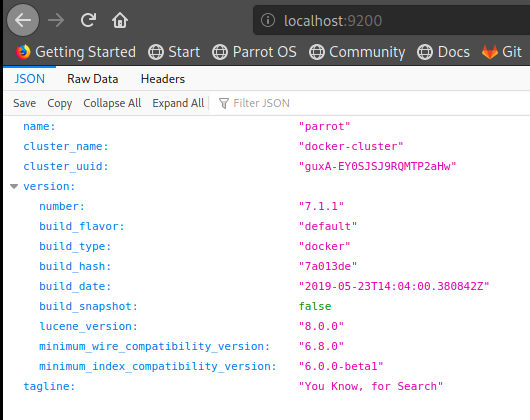 localhost:9200
Getting Started Start Parrot OS Community Docs Git
JSON Raw Data Headers
Save Copy Collapse All Expand All Filter JSON
name: "parrot"
cluster_name: "docker-cluster"
cluster_uuid: "guxA-EY0SJSJ9RQMTP2aHw"
version:
number: "7.1.1"
build_flavor: "default"
build_type: "docker"
build_hash: "7a013de"
build_date: "2019-05-23T14:04:00.380842Z"
build_snapshot: false
lucene_version: "8.0.0"
minimum_wire_compatibility_version: "6.8.0"
minimum_index_compatibility_version: "6.0.0-beta1"
tagline: "You Know, for Search"